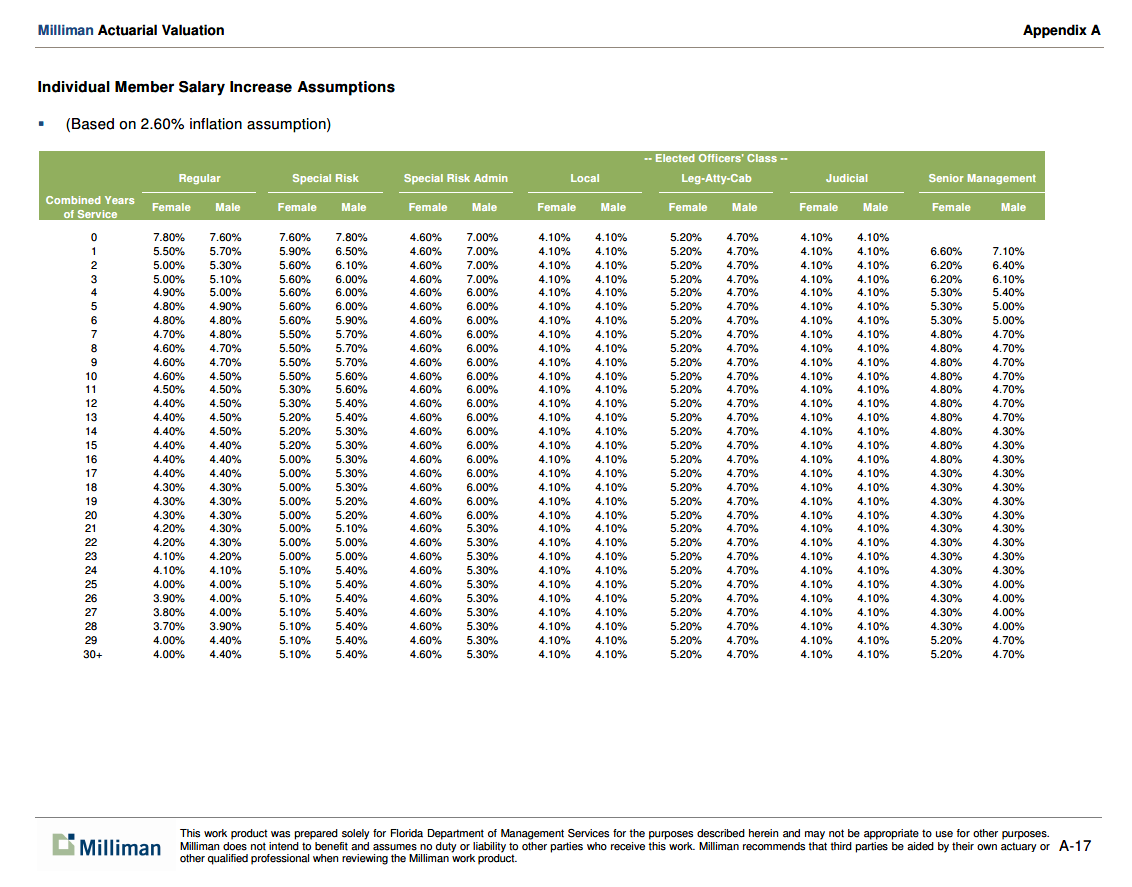 Milliman Actuarial Valuation Appendix A
Individual Member Salary Increase Assumptions
▪ (Based on 2.60% inflation assumption)
-- Elected Officers' Class --
Regular Special Risk Special Risk Admin Local Leg-Atty-Cab Judicial Senior Management
Combined Years
of Service
Female Male Female Male Female Male Female Male Female Male Female Male Female Male
0 7.80% 7.60% 7.60% 7.80% 4.60% 7.00% 4.10% 4.10% 5.20% 4.70% 4.10% 4.10%
1 5.50% 5.70% 5.90% 6.50% 4.60% 7.00% 4.10% 4.10% 5.20% 4.70% 4.10% 4.10% 6.60% 7.10%
2 5.00% 5.30% 5.60% 6.10% 4.60% 7.00% 4.10% 4.10% 5.20% 4.70% 4.10% 4.10% 6.20% 6.40%
3 5.00% 5.10% 5.60% 6.00% 4.60% 7.00% 4.10% 4.10% 5.20% 4.70% 4.10% 4.10% 6.20% 6.10%
4 4.90% 5.00% 5.60% 6.00% 4.60% 6.00% 4.10% 4.10% 5.20% 4.70% 4.10% 4.10% 5.30% 5.40%
5 4.80% 4.90% 5.60% 6.00% 4.60% 6.00% 4.10% 4.10% 5.20% 4.70% 4.10% 4.10% 5.30% 5.00%
6 4.80% 4.80% 5.60% 5.90% 4.60% 6.00% 4.10% 4.10% 5.20% 4.70% 4.10% 4.10% 5.30% 5.00%
7 4.70% 4.80% 5.50% 5.70% 4.60% 6.00% 4.10% 4.10% 5.20% 4.70% 4.10% 4.10% 4.80% 4.70%
8 4.60% 4.70% 5.50% 5.70% 4.60% 6.00% 4.10% 4.10% 5.20% 4.70% 4.10% 4.10% 4.80% 4.70%
9 4.60% 4.70% 5.50% 5.70% 4.60% 6.00% 4.10% 4.10% 5.20% 4.70% 4.10% 4.10% 4.80% 4.70%
10 4.60% 4.50% 5.50% 5.60% 4.60% 6.00% 4.10% 4.10% 5.20% 4.70% 4.10% 4.10% 4.80% 4.70%
11 4.50% 4.50% 5.30% 5.60% 4.60% 6.00% 4.10% 4.10% 5.20% 4.70% 4.10% 4.10% 4.80% 4.70%
12 4.40% 4.50% 5.30% 5.40% 4.60% 6.00% 4.10% 4.10% 5.20% 4.70% 4.10% 4.10% 4.80% 4.70%
13 4.40% 4.50% 5.20% 5.40% 4.60% 6.00% 4.10% 4.10% 5.20% 4.70% 4.10% 4.10% 4.80% 4.70%
14 4.40% 4.50% 5.20% 5.30% 4.60% 6.00% 4.10% 4.10% 5.20% 4.70% 4.10% 4.10% 4.80% 4.30%
15 4.40% 4.40% 5.20% 5.30% 4.60% 6.00% 4.10% 4.10% 5.20% 4.70% 4.10% 4.10% 4.80% 4.30%
16 4.40% 4.40% 5.00% 5.30% 4.60% 6.00% 4.10% 4.10% 5.20% 4.70% 4.10% 4.10% 4.80% 4.30%
17 4.40% 4.40% 5.00% 5.30% 4.60% 6.00% 4.10% 4.10% 5.20% 4.70% 4.10% 4.10% 4.30% 4.30%
18 4.30% 4.30% 5.00% 5.30% 4.60% 6.00% 4.10% 4.10% 5.20% 4.70% 4.10% 4.10% 4.30% 4.30%
19 4.30% 4.30% 5.00% 5.20% 4.60% 6.00% 4.10% 4.10% 5.20% 4.70% 4.10% 4.10% 4.30% 4.30%
20 4.30% 4.30% 5.00% 5.20% 4.60% 6.00% 4.10% 4.10% 5.20% 4.70% 4.10% 4.10% 4.30% 4.30%
21 4.20% 4.30% 5.00% 5.10% 4.60% 5.30% 4.10% 4.10% 5.20% 4.70% 4.10% 4.10% 4.30% 4.30%
22 4.20% 4.30% 5.00% 5.00% 4.60% 5.30% 4.10% 4.10% 5.20% 4.70% 4.10% 4.10% 4.30% 4.30%
23 4.10% 4.20% 5.00% 5.00% 4.60% 5.30% 4.10% 4.10% 5.20% 4.70% 4.10% 4.10% 4.30% 4.30%
24 4.10% 4.10% 5.10% 5.40% 4.60% 5.30% 4.10% 4.10% 5.20% 4.70% 4.10% 4.10% 4.30% 4.30%
25 4.00% 4.00% 5.10% 5.40% 4.60% 5.30% 4.10% 4.10% 5.20% 4.70% 4.10% 4.10% 4.30% 4.00%
26 3.90% 4.00% 5.10% 5.40% 4.60% 5.30% 4.10% 4.10% 5.20% 4.70% 4.10% 4.10% 4.30% 4.00%
27 3.80% 4.00% 5.10% 5.40% 4.60% 5.30% 4.10% 4.10% 5.20% 4.70% 4.10% 4.10% 4.30% 4.00%
28 3.70% 3.90% 5.10% 5.40% 4.60% 5.30% 4.10% 4.10% 5.20% 4.70% 4.10% 4.10% 4.30% 4.00%
29 4.00% 4.40% 5.10% 5.40% 4.60% 5.30% 4.10% 4.10% 5.20% 4.70% 4.10% 4.10% 5.20% 4.70%
30+ 4.00% 4.40% 5.10% 5.40% 4.60% 5.30% 4.10% 4.10% 5.20% 4.70% 4.10% 4.10% 5.20% 4.70%
Milliman
This work product was prepared solely for Florida Department of Management Services for the purposes described herein and may not be appropriate to use for other purposes.
Milliman does not intend to benefit and assumes no duty or liability to other parties who receive this work. Milliman recommends that third parties be aided by their own actuary or
other qualified professional when reviewing the Milliman work product.
A-17